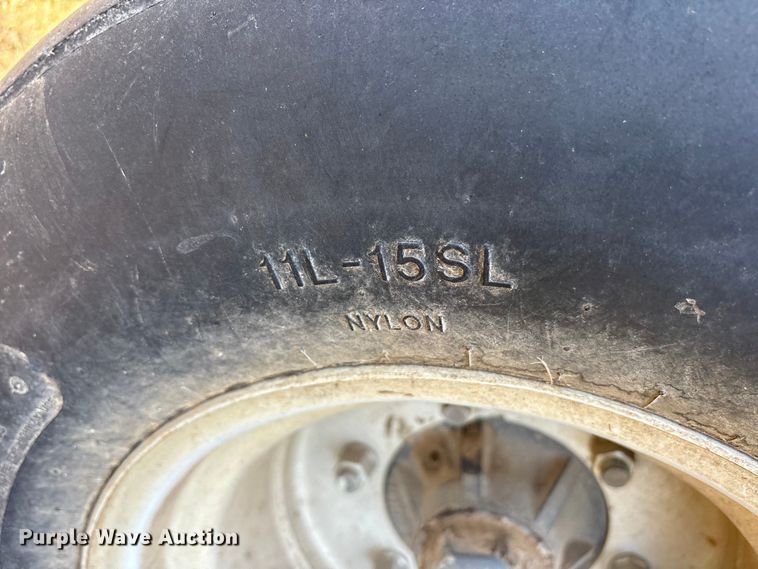 11L-15SL
NYLON
Purple Wave Auction